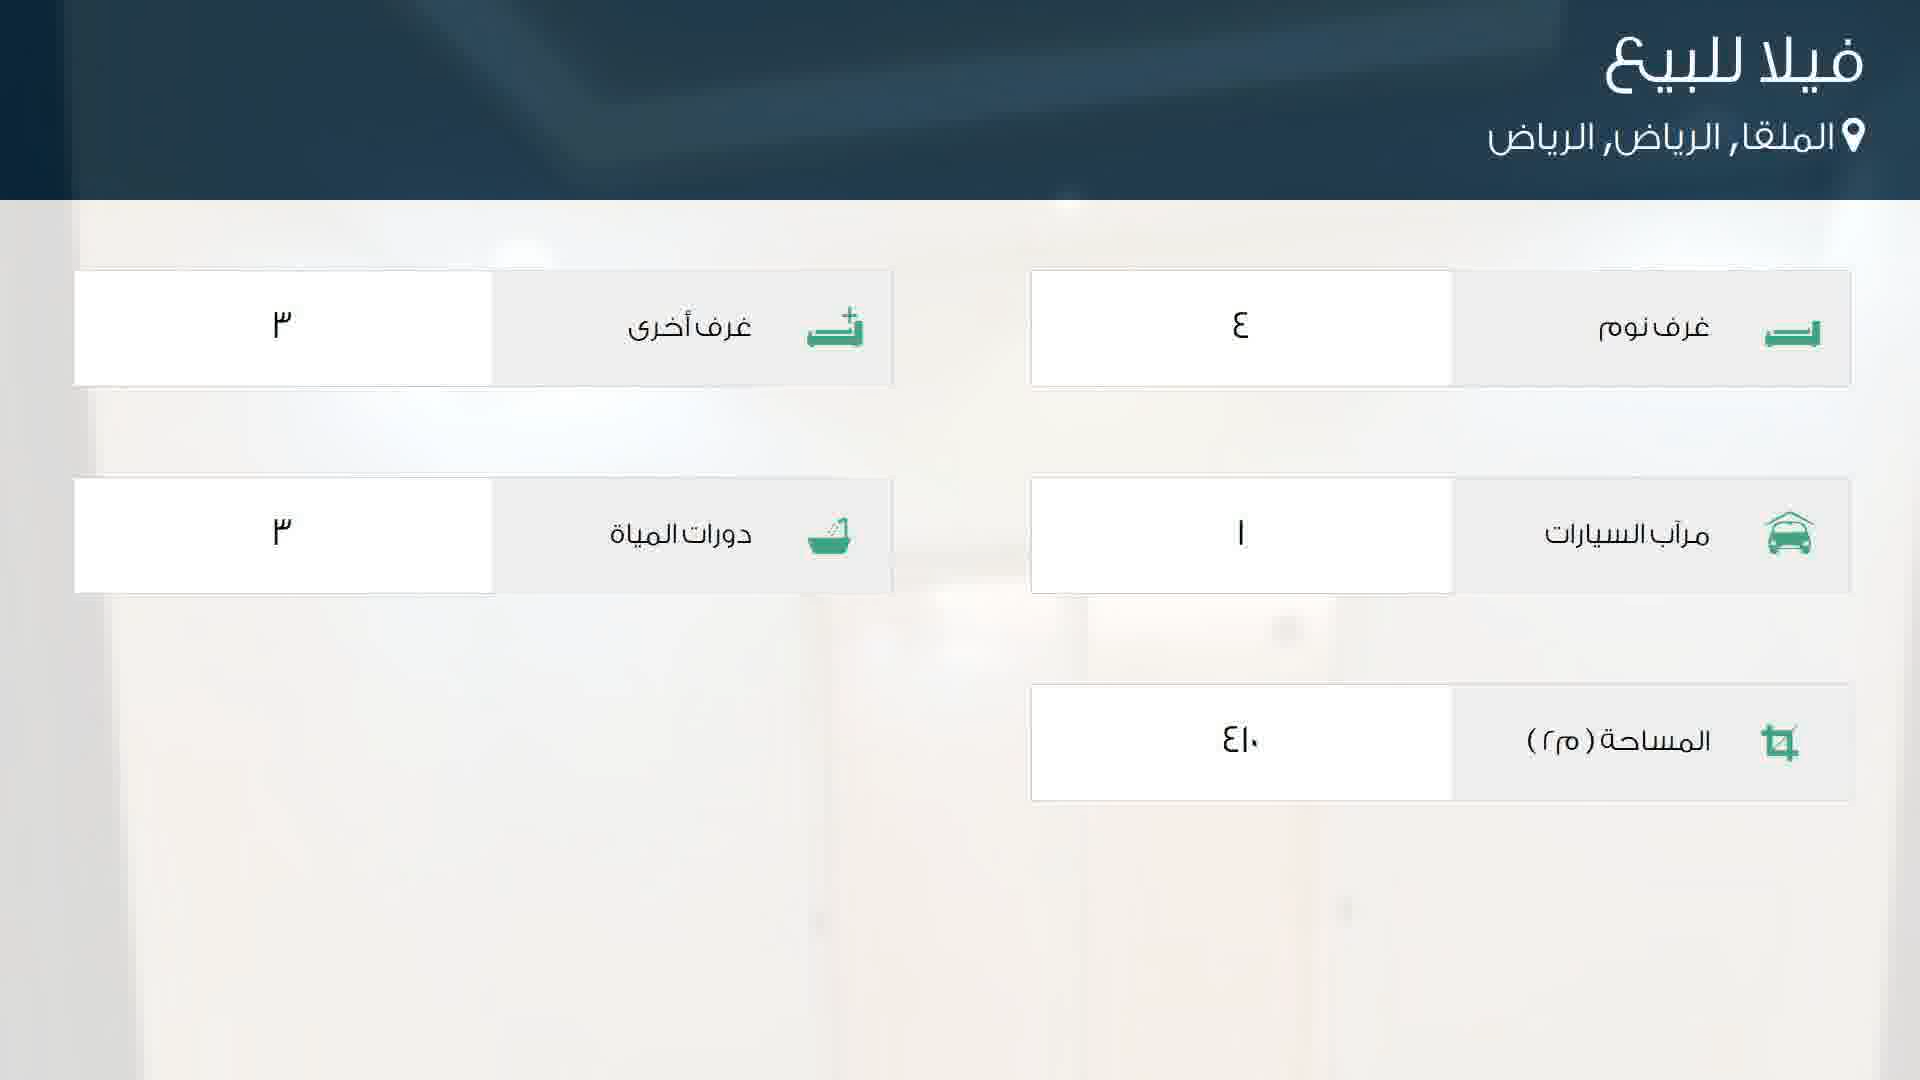 فيلا للبيع
الملقا, الرياض, الرياض
غرف نوم ٤
غرف أخرى ٣
مرآب السيارات ١
دورات المياة ٣
المساحة ( م٢ ) ٤١٠